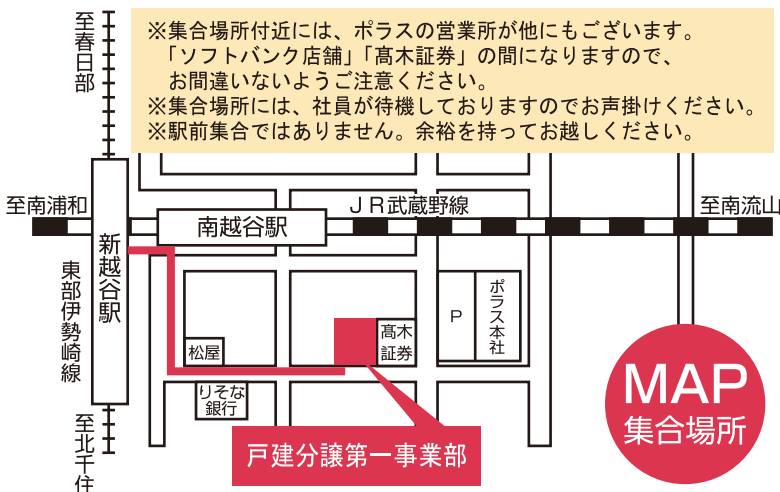 至春日部
※集合場所付近には、ポラスの営業所が他にもございます。
「ソフトバンク店舗」「髙木証券」の間になりますので、
お間違いないようご注意ください。
※集合場所には、社員が待機しておりますのでお声掛けください。
※駅前集合ではありません。余裕を持ってお越しください。
至南浦和
JR武蔵野線
至南流山
南越谷駅
新越谷駅
東部伊勢崎線
松屋
髙木
証券
P
ポラス本社
りそな
銀行
戸建分譲第一事業部
至北千住
MAP
集合場所